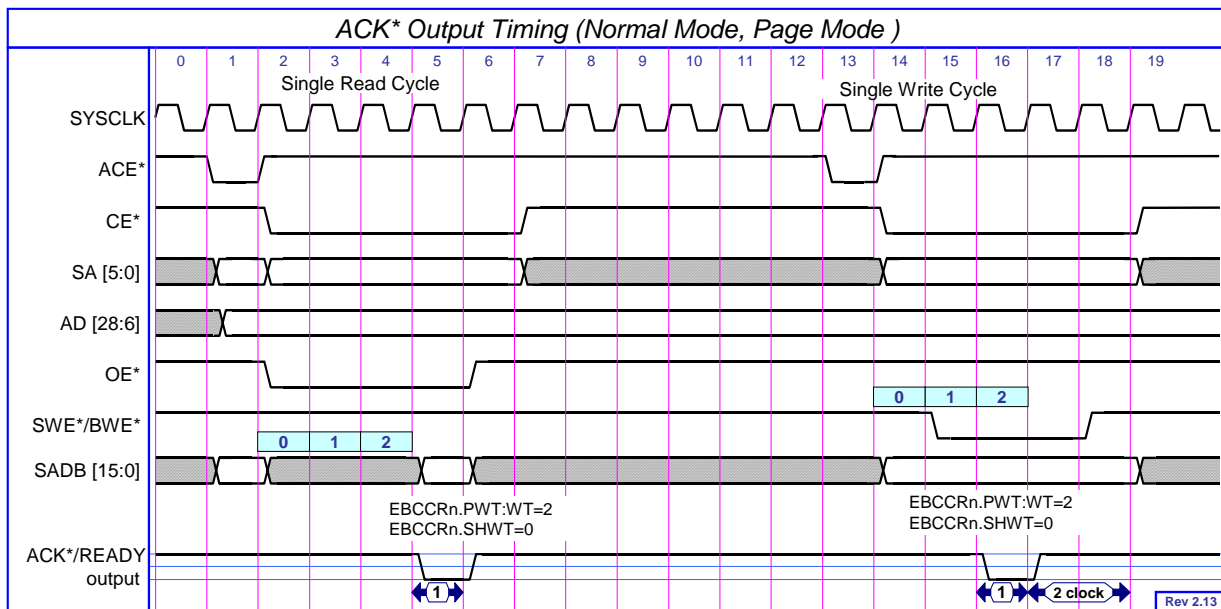 ACK* Output Timing (Normal Mode, Page Mode )
0 1 2 3 4 5 6 7 8 9 10 11 12 13 14 15 16 17 18 19
Single Read Cycle
Single Write Cycle
SYSCLK
ACE*
CE*
SA [5:0]
AD [28:6]
OE*
0 1 2
SWE*/BWE*
0 1 2
SADB [15:0]
EBCCRn.PWT:WT=2
EBCCRn.SHWT=0
EBCCRn.PWT:WT=2
EBCCRn.SHWT=0
ACK*/READY
output
1
1
2 clock
Rev 2.13